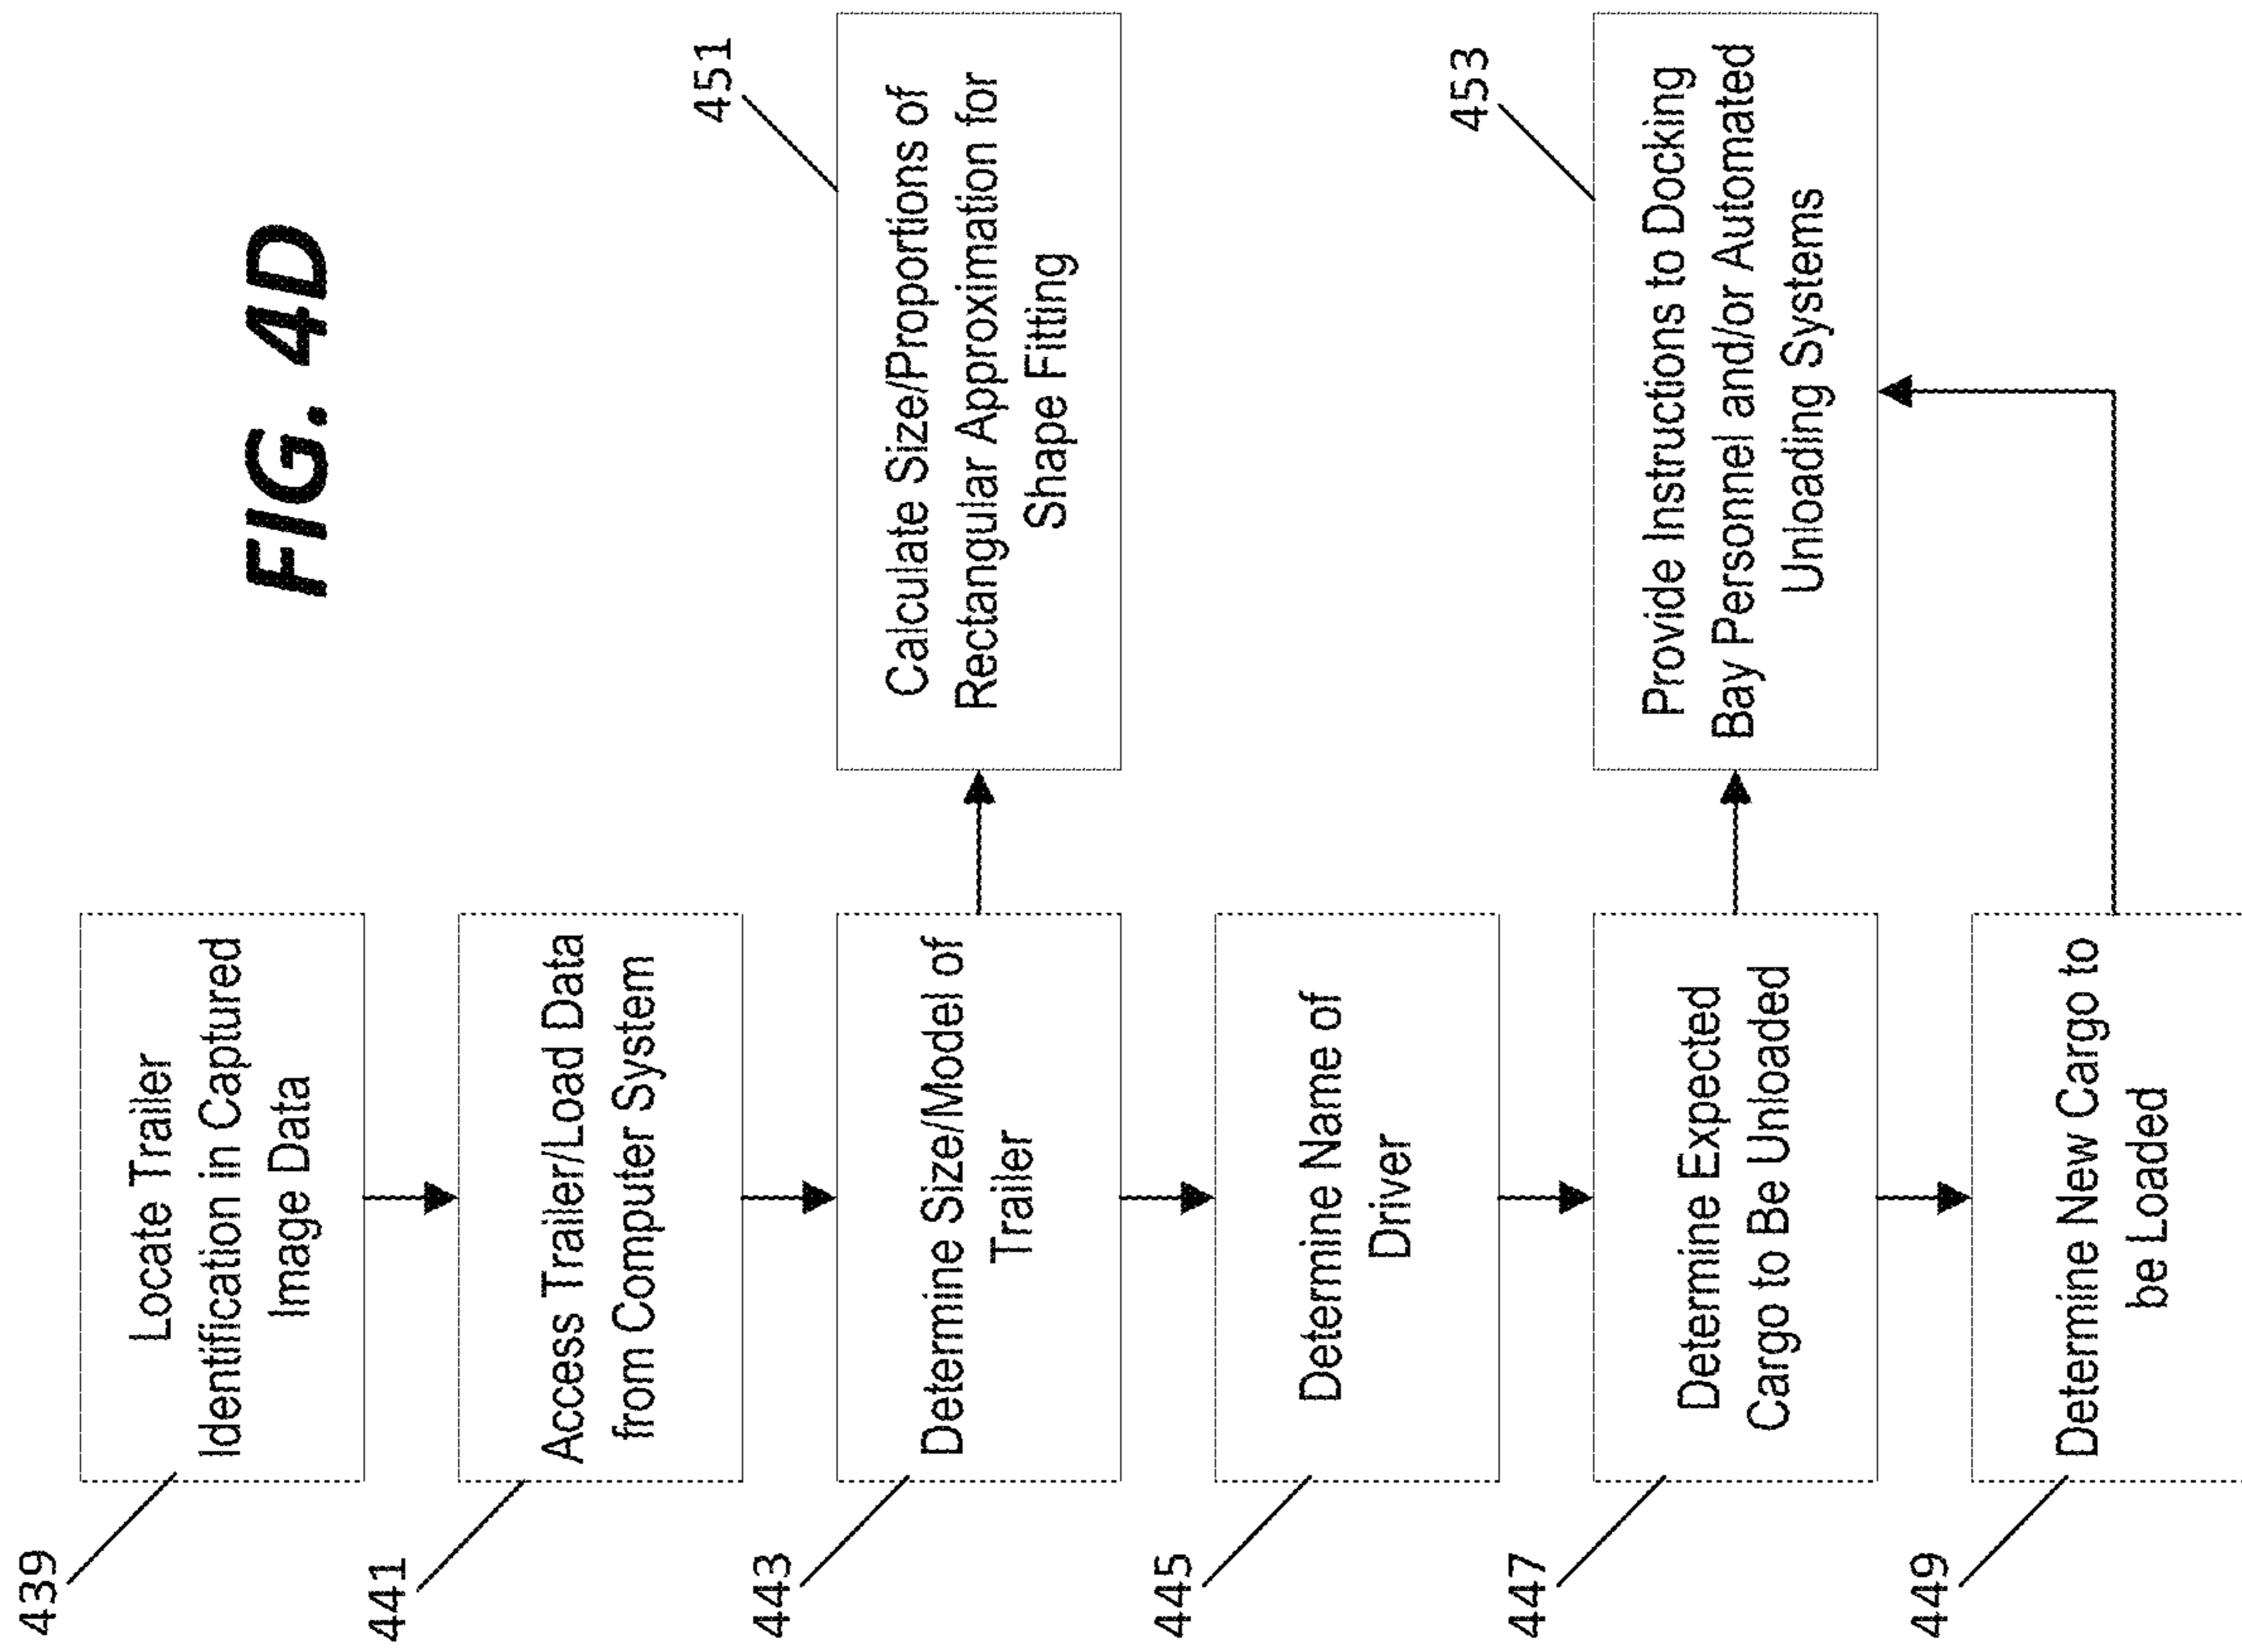 FIG. 4D
439
Locate Trailer
Identification in Captured
Image Data
441
Access Trailer/Load Data
from Computer System
443
Determine Size/Model of
Trailer
451
Calculate Size/Proportions of
Rectangular Approximation for
Shape Fitting
445
Determine Name of
Driver
447
Determine Expected
Cargo to Be Unloaded
453
Provide Instructions to Docking
Bay Personnel and/or Automated
Unloading Systems
449
Determine New Cargo to
be Loaded